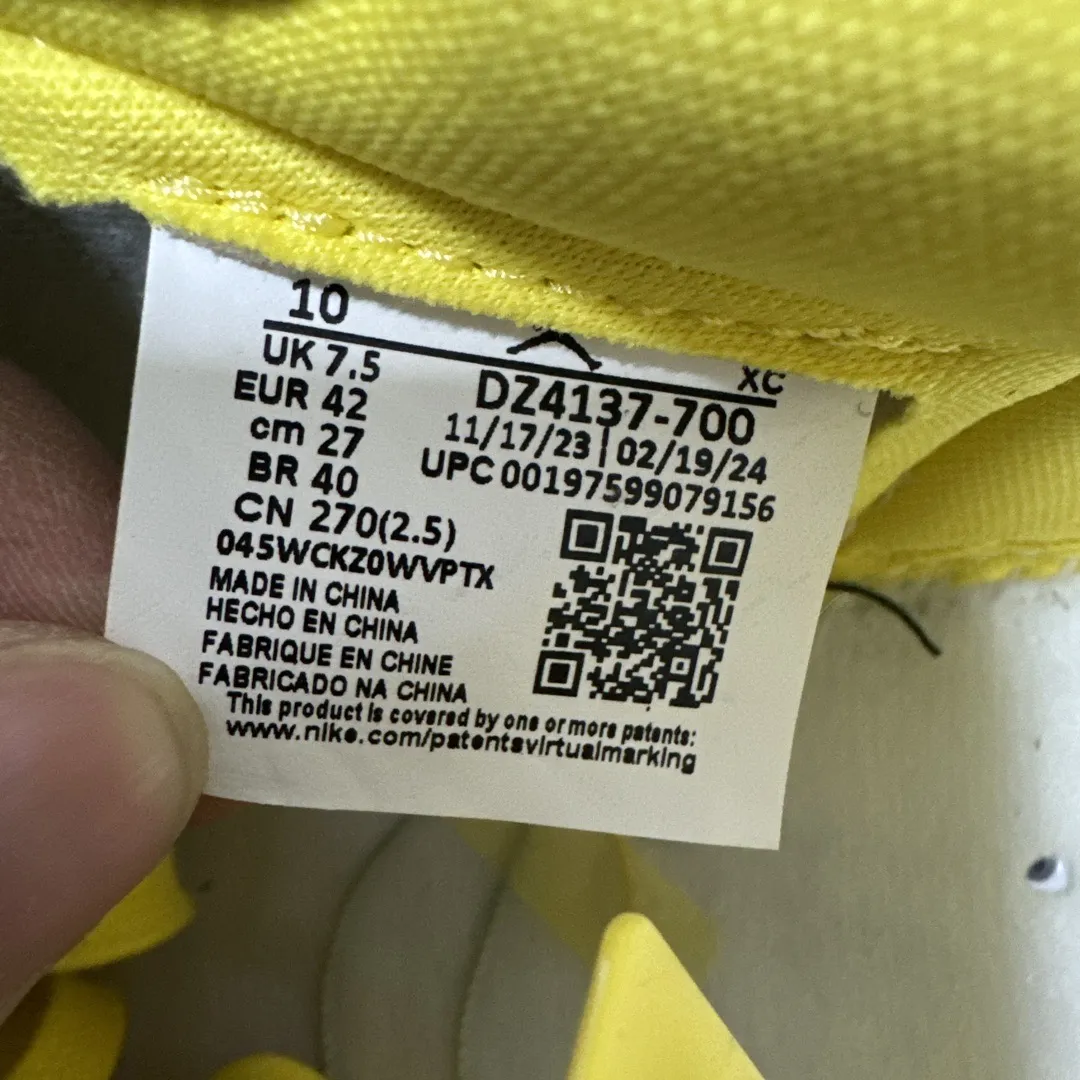 10
XC
UK 7.5
EUR 42
cm 27
BR 40
CN 270(2.5)
DZ4137-700
11/17/23 | 02/19/24
UPC 00197599079156
045WCKZ0WVPTX
MADE IN CHINA
HECHO EN CHINA
FABRIQUE EN CHINE
FABRICADO NA CHINA
This product is covered by one or more patents:
www.nike.com/patentsvirtualmarking